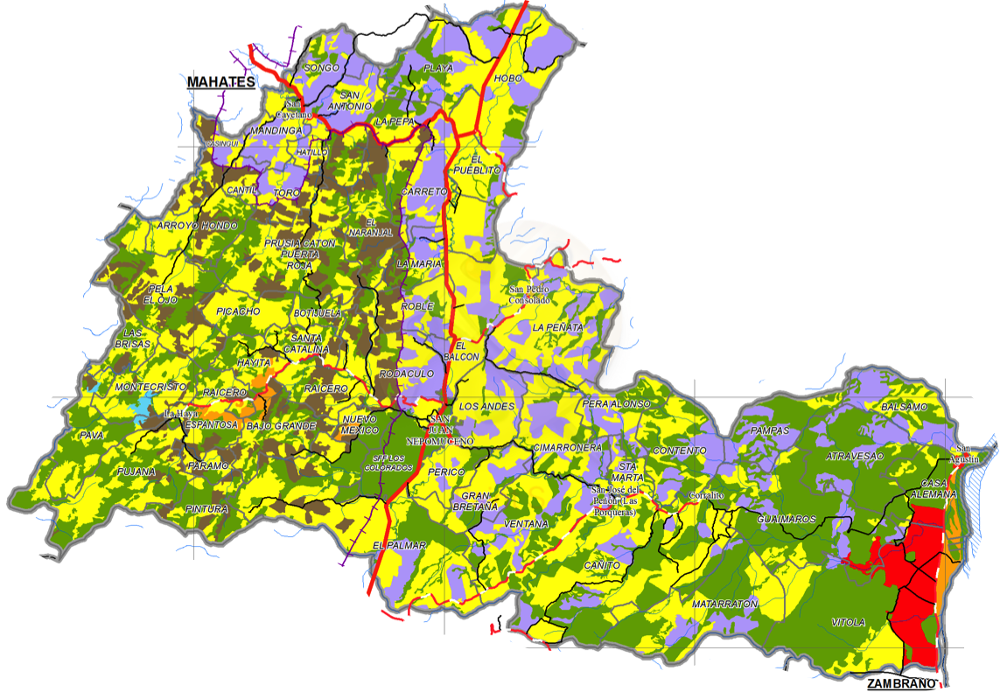 SONGO
PLAYA
HOBO
MAHATES
SAN
ANTONIO
San
Cayetano
LA PEPA
MANDINGA
CASINGUI
HATILLO
EL
PUEBLITO
CANTIL
TORO
CARRETO
ARROYO HONDO
EL
NARANJAL
PRUSIA CATON
PUERTA
ROJA
LA MARIA
PELA
EL OJO
San Pedro
Consolado
PICACHO
BOTIJUELA
ROBLE
LA PEÑATA
LAS
BRISAS
SANTA
CATALINA
EL
BALCON
HAYITA
RODACULO
MONTECRISTO
RAICERO
RAICERO
LOS ANDES
PERA ALONSO
BALSAMO
La Haya
ESPANTOSA
BAJO GRANDE
NUEVO
MEXICO
SAN
JUAN
NEPOMUCENO
PAMPAS
PAVA
CIMARRONERA
CONTENTO
ATRAVESAO
San
Agustin
SFF LOS
COLORADOS
PUJANA
PARAMO
PERICO
STA
MARTA
CASA
ALEMANA
GRAN
BRETAÑA
San José del
Peñon (Las
Porqueras)
Corralito
PINTURA
VENTANA
GUAIMAROS
EL PALMAR
CAÑITO
MATARRATON
VITOLA
ZAMBRANO